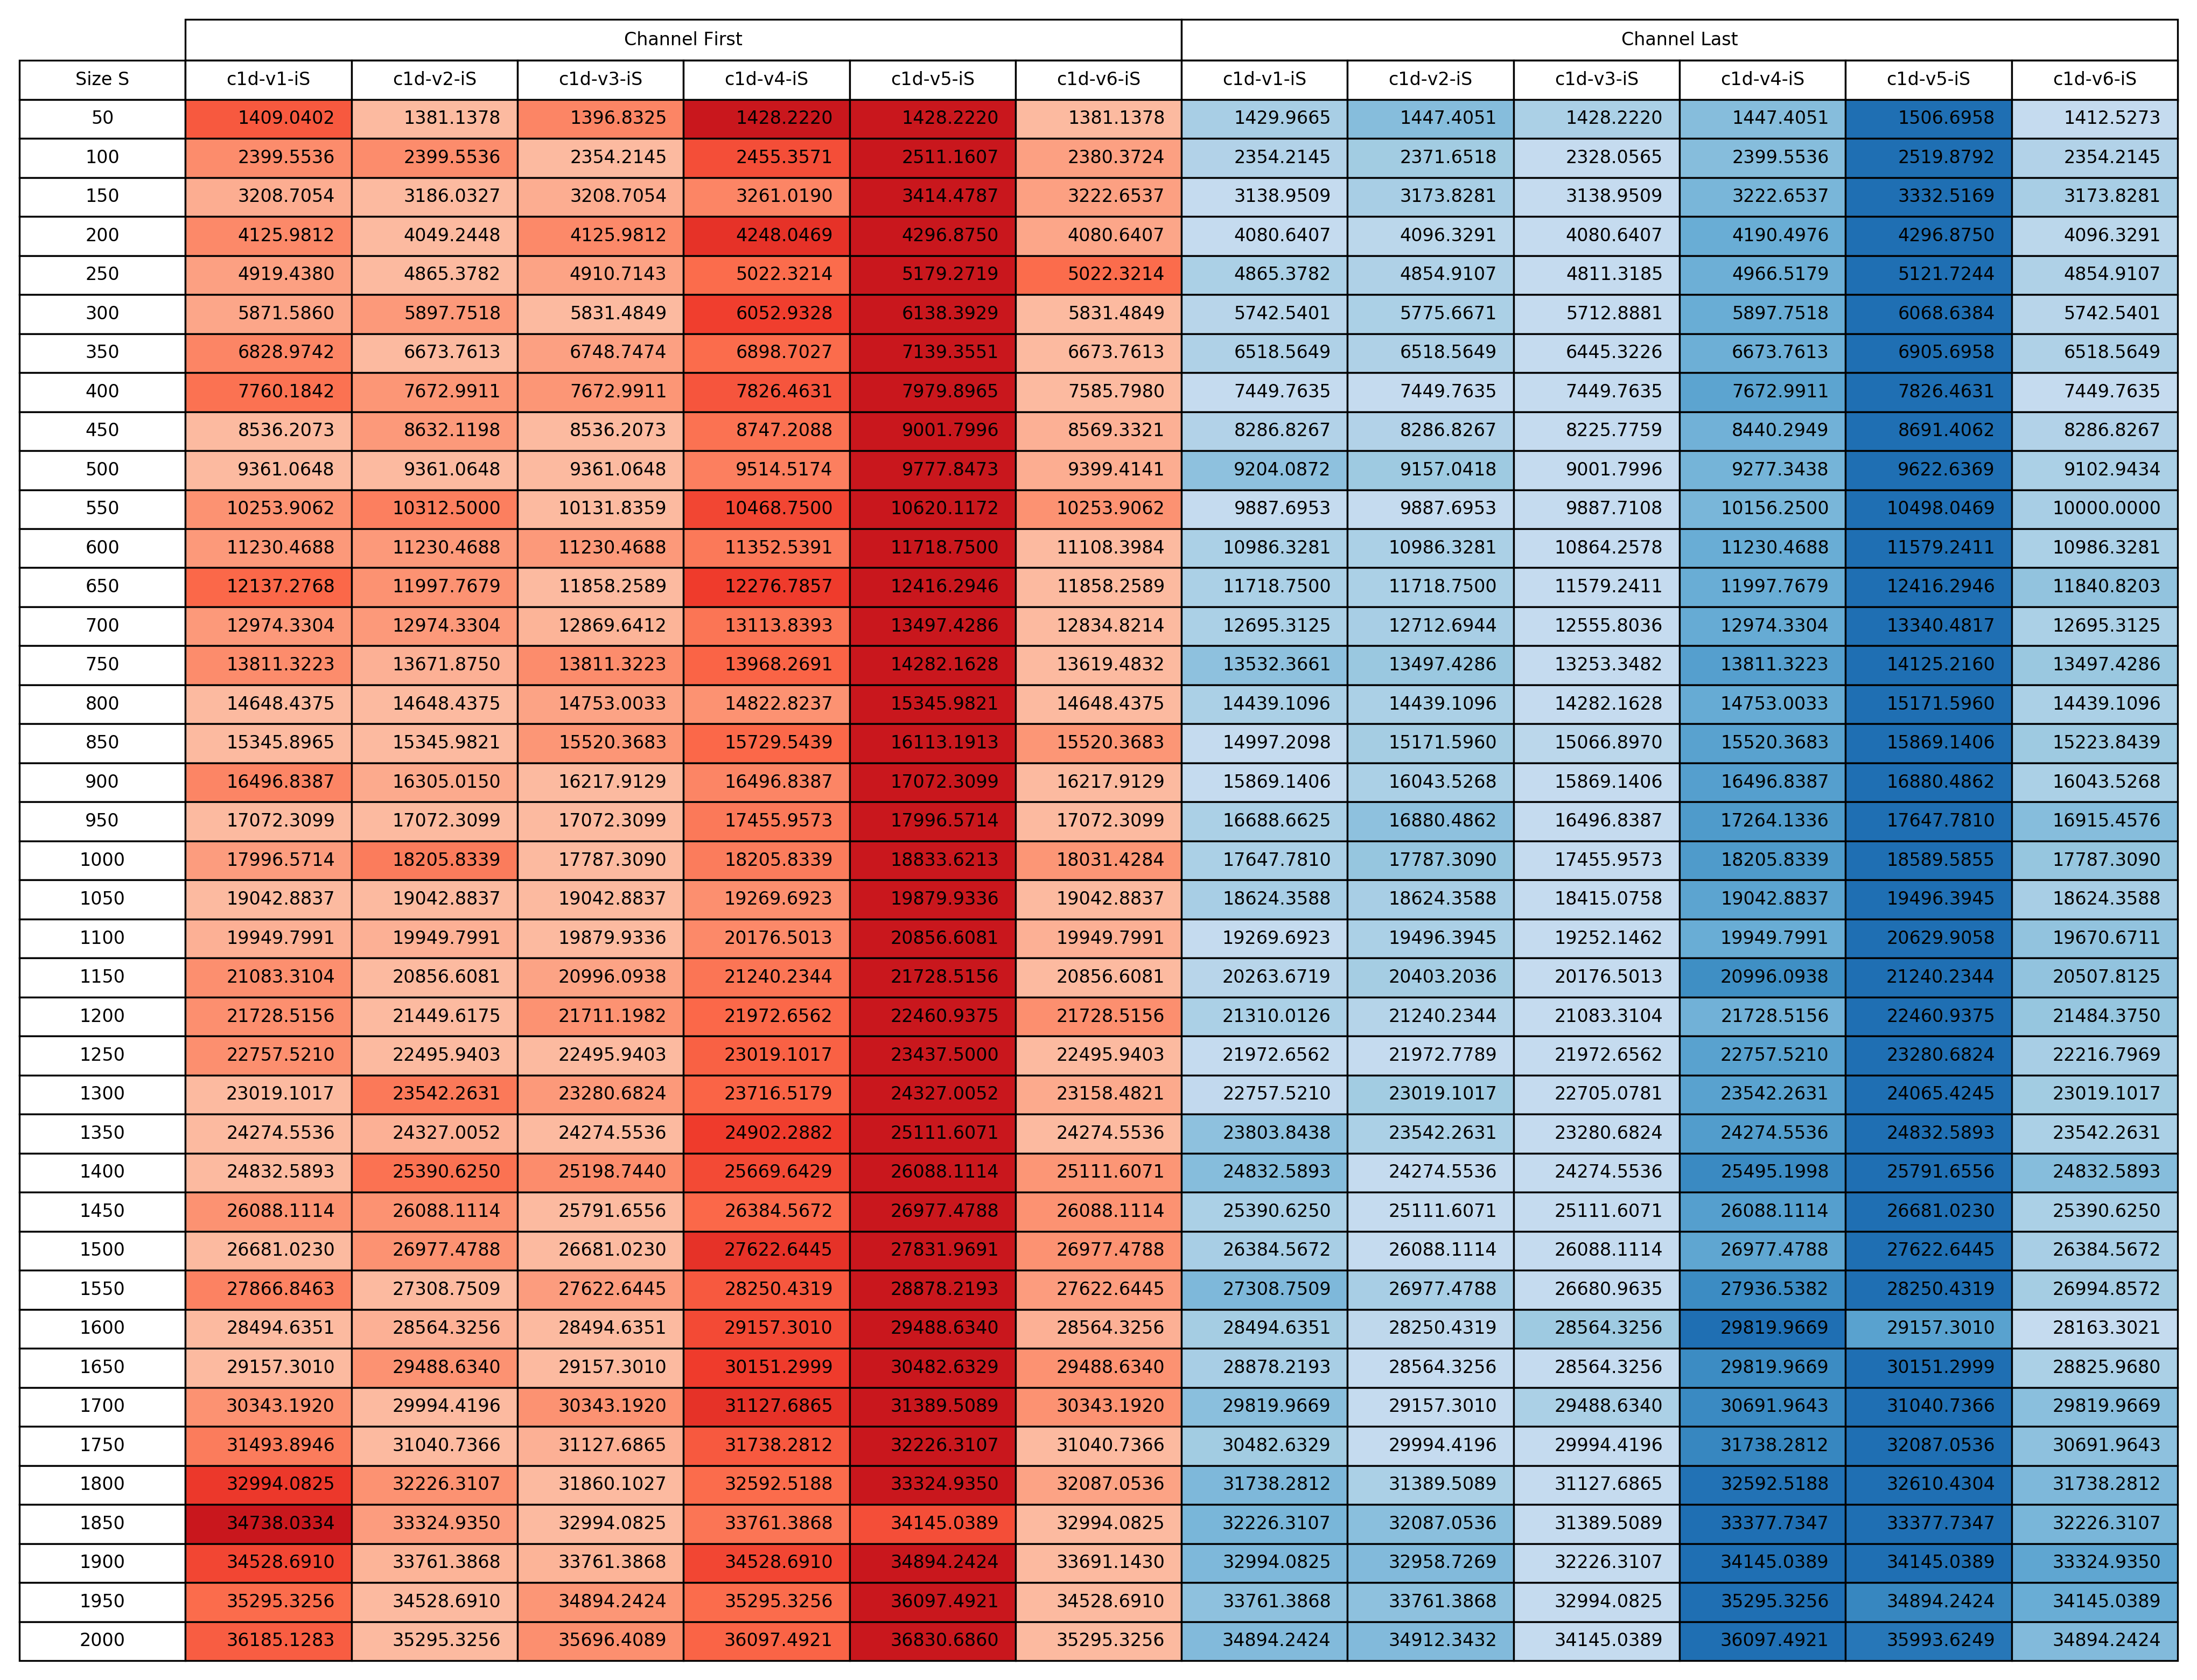 Channel First Channel Last
Size S c1d-v1-iS c1d-v2-iS c1d-v3-iS c1d-v4-iS c1d-v5-iS c1d-v6-iS c1d-v1-iS c1d-v2-iS c1d-v3-iS c1d-v4-iS c1d-v5-iS c1d-v6-iS
50 1409.0402 1381.1378 1396.8325 1428.2220 1428.2220 1381.1378 1429.9665 1447.4051 1428.2220 1447.4051 1506.6958 1412.5273
100 2399.5536 2399.5536 2354.2145 2455.3571 2511.1607 2380.3724 2354.2145 2371.6518 2328.0565 2399.5536 2519.8792 2354.2145
150 3208.7054 3186.0327 3208.7054 3261.0190 3414.4787 3222.6537 3138.9509 3173.8281 3138.9509 3222.6537 3332.5169 3173.8281
200 4125.9812 4049.2448 4125.9812 4248.0469 4296.8750 4080.6407 4080.6407 4096.3291 4080.6407 4190.4976 4296.8750 4096.3291
250 4919.4380 4865.3782 4910.7143 5022.3214 5179.2719 5022.3214 4865.3782 4854.9107 4811.3185 4966.5179 5121.7244 4854.9107
300 5871.5860 5897.7518 5831.4849 6052.9328 6138.3929 5831.4849 5742.5401 5775.6671 5712.8881 5897.7518 6068.6384 5742.5401
350 6828.9742 6673.7613 6748.7474 6898.7027 7139.3551 6673.7613 6518.5649 6518.5649 6445.3226 6673.7613 6905.6958 6518.5649
400 7760.1842 7672.9911 7672.9911 7826.4631 7979.8965 7585.7980 7449.7635 7449.7635 7449.7635 7672.9911 7826.4631 7449.7635
450 8536.2073 8632.1198 8536.2073 8747.2088 9001.7996 8569.3321 8286.8267 8286.8267 8225.7759 8440.2949 8691.4062 8286.8267
500 9361.0648 9361.0648 9361.0648 9514.5174 9777.8473 9399.4141 9204.0872 9157.0418 9001.7996 9277.3438 9622.6369 9102.9434
550 10253.9062 10312.5000 10131.8359 10468.7500 10620.1172 10253.9062 9887.6953 9887.6953 9887.7108 10156.2500 10498.0469 10000.0000
600 11230.4688 11230.4688 11230.4688 11352.5391 11718.7500 11108.3984 10986.3281 10986.3281 10864.2578 11230.4688 11579.2411 10986.3281
650 12137.2768 11997.7679 11858.2589 12276.7857 12416.2946 11858.2589 11718.7500 11718.7500 11579.2411 11997.7679 12416.2946 11840.8203
700 12974.3304 12974.3304 12869.6412 13113.8393 13497.4286 12834.8214 12695.3125 12712.6944 12555.8036 12974.3304 13340.4817 12695.3125
750 13811.3223 13671.8750 13811.3223 13968.2691 14282.1628 13619.4832 13532.3661 13497.4286 13253.3482 13811.3223 14125.2160 13497.4286
800 14648.4375 14648.4375 14753.0033 14822.8237 15345.9821 14648.4375 14439.1096 14439.1096 14282.1628 14753.0033 15171.5960 14439.1096
850 15345.8965 15345.9821 15520.3683 15729.5439 16113.1913 15520.3683 14997.2098 15171.5960 15066.8970 15520.3683 15869.1406 15223.8439
900 16496.8387 16305.0150 16217.9129 16496.8387 17072.3099 16217.9129 15869.1406 16043.5268 15869.1406 16496.8387 16880.4862 16043.5268
950 17072.3099 17072.3099 17072.3099 17455.9573 17996.5714 17072.3099 16688.6625 16880.4862 16496.8387 17264.1336 17647.7810 16915.4576
1000 17996.5714 18205.8339 17787.3090 18205.8339 18833.6213 18031.4284 17647.7810 17787.3090 17455.9573 18205.8339 18589.5855 17787.3090
1050 19042.8837 19042.8837 19042.8837 19269.6923 19879.9336 19042.8837 18624.3588 18624.3588 18415.0758 19042.8837 19496.3945 18624.3588
1100 19949.7991 19949.7991 19879.9336 20176.5013 20856.6081 19949.7991 19269.6923 19496.3945 19252.1462 19949.7991 20629.9058 19670.6711
1150 21083.3104 20856.6081 20996.0938 21240.2344 21728.5156 20856.6081 20263.6719 20403.2036 20176.5013 20996.0938 21240.2344 20507.8125
1200 21728.5156 21449.6175 21711.1982 21972.6562 22460.9375 21728.5156 21310.0126 21240.2344 21083.3104 21728.5156 22460.9375 21484.3750
1250 22757.5210 22495.9403 22495.9403 23019.1017 23437.5000 22495.9403 21972.6562 21972.7789 21972.6562 22757.5210 23280.6824 22216.7969
1300 23019.1017 23542.2631 23280.6824 23716.5179 24327.0052 23158.4821 22757.5210 23019.1017 22705.0781 23542.2631 24065.4245 23019.1017
1350 24274.5536 24327.0052 24274.5536 24902.2882 25111.6071 24274.5536 23803.8438 23542.2631 23280.6824 24274.5536 24832.5893 23542.2631
1400 24832.5893 25390.6250 25198.7440 25669.6429 26088.1114 25111.6071 24832.5893 24274.5536 24274.5536 25495.1998 25791.6556 24832.5893
1450 26088.1114 26088.1114 25791.6556 26384.5672 26977.4788 26088.1114 25390.6250 25111.6071 25111.6071 26088.1114 26681.0230 25390.6250
1500 26681.0230 26977.4788 26681.0230 27622.6445 27831.9691 26977.4788 26384.5672 26088.1114 26088.1114 26977.4788 27622.6445 26384.5672
1550 27866.8463 27308.7509 27622.6445 28250.4319 28878.2193 27622.6445 27308.7509 26977.4788 26680.9635 27936.5382 28250.4319 26994.8572
1600 28494.6351 28564.3256 28494.6351 29157.3010 29488.6340 28564.3256 28494.6351 28250.4319 28564.3256 29819.9669 29157.3010 28163.3021
1650 29157.3010 29488.6340 29157.3010 30151.2999 30482.6329 29488.6340 28878.2193 28564.3256 28564.3256 29819.9669 30151.2999 28825.9680
1700 30343.1920 29994.4196 30343.1920 31127.6865 31389.5089 30343.1920 29819.9669 29157.3010 29488.6340 30691.9643 31040.7366 29819.9669
1750 31493.8946 31040.7366 31127.6865 31738.2812 32226.3107 31040.7366 30482.6329 29994.4196 29994.4196 31738.2812 32087.0536 30691.9643
1800 32994.0825 32226.3107 31860.1027 32592.5188 33324.9350 32087.0536 31738.2812 31389.5089 31127.6865 32592.5188 32610.4304 31738.2812
1850 34738.0334 33324.9350 32994.0825 33761.3868 34145.0389 32994.0825 32226.3107 32087.0536 31389.5089 33377.7347 33377.7347 32226.3107
1900 34528.6910 33761.3868 33761.3868 34528.6910 34894.2424 33691.1430 32994.0825 32958.7269 32226.3107 34145.0389 34145.0389 33324.9350
1950 35295.3256 34528.6910 34894.2424 35295.3256 36097.4921 34528.6910 33761.3868 33761.3868 32994.0825 35295.3256 34894.2424 34145.0389
2000 36185.1283 35295.3256 35696.4089 36097.4921 36830.6860 35295.3256 34894.2424 34912.3432 34145.0389 36097.4921 35993.6249 34894.2424